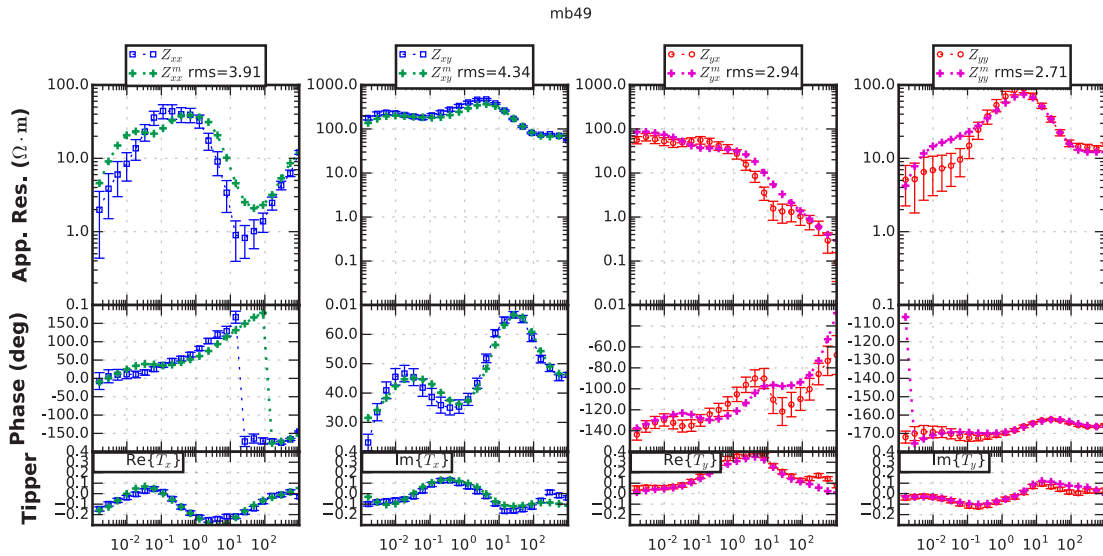 mb49
Z_xx
Z^m_xx rms=3.91
Z_xy
Z^m_xy rms=4.34
Z_yx
Z^m_yx rms=2.94
Z_yy
Z^m_yy rms=2.71
App. Res. (Ω · m)
100.0 10.0 1.0 0.1
1000.0 100.0 10.0 1.0 0.1 0.01
1000.0 100.0 10.0 1.0 0.1 0.01
100.0 10.0 1.0 0.1
Phase (deg)
150.0 100.0 50.0 0.0 -50.0 -100.0 -150.0
60.0 50.0 40.0 30.0
-20.0 -40.0 -60.0 -80.0 -100.0 -120.0 -140.0
-110.0 -120.0 -130.0 -140.0 -150.0 -160.0 -170.0
Tipper
Re{T_x}
Im{T_x}
Re{T_y}
Im{T_y}
10^-2 10^-1 10^0 10^1 10^2
10^-2 10^-1 10^0 10^1 10^2
10^-2 10^-1 10^0 10^1 10^2
10^-2 10^-1 10^0 10^1 10^2